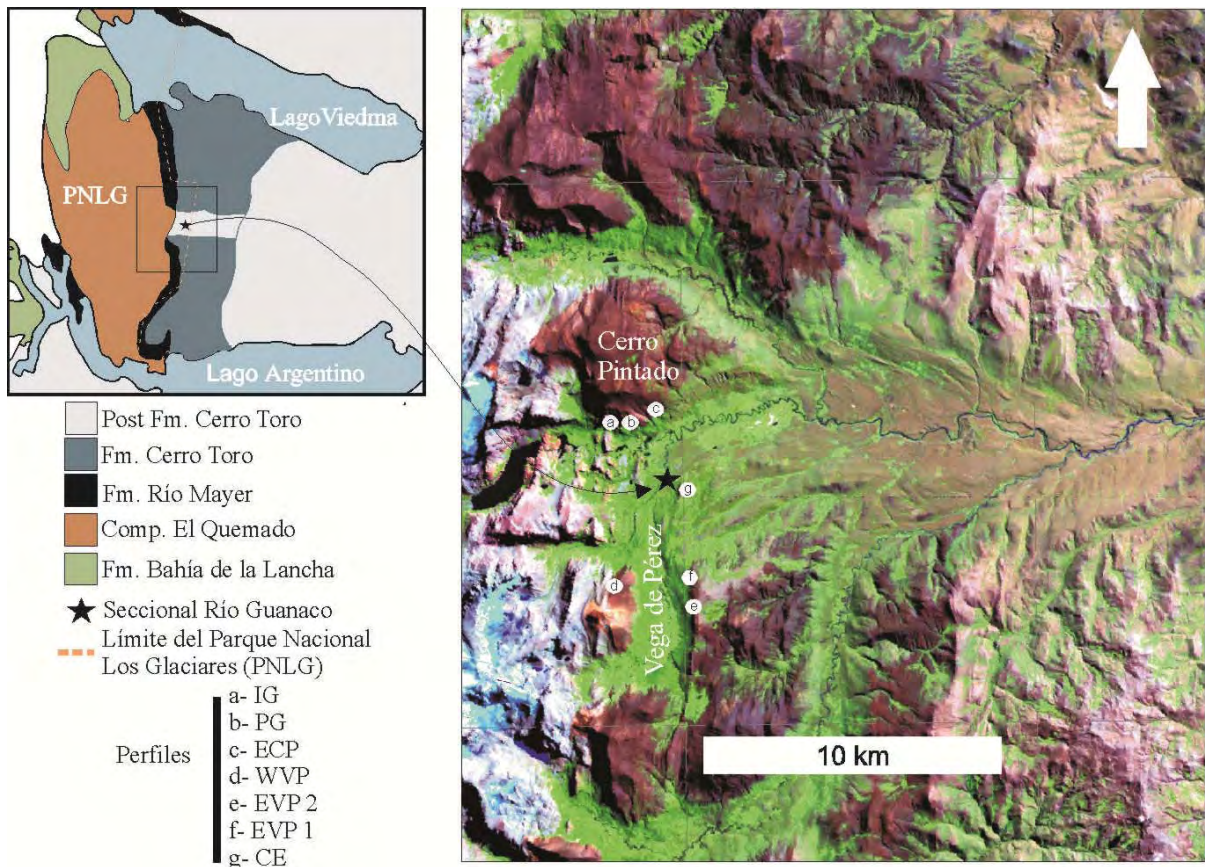 Lago Viedma
PNLG
Lago Argentino
Post Fm. Cerro Toro
Fm. Cerro Toro
Fm. Río Mayer
Comp. El Quemado
Fm. Bahía de la Lancha
Seccional Río Guanaco
Límite del Parque Nacional
Los Glaciares (PNLG)
Perfiles
a- IG
b- PG
c- ECP
d- WVP
e- EVP 2
f- EVP 1
g- CE
Cerro
Pintado
a
b
c
g
d
f
e
Vega de Pérez
10 km